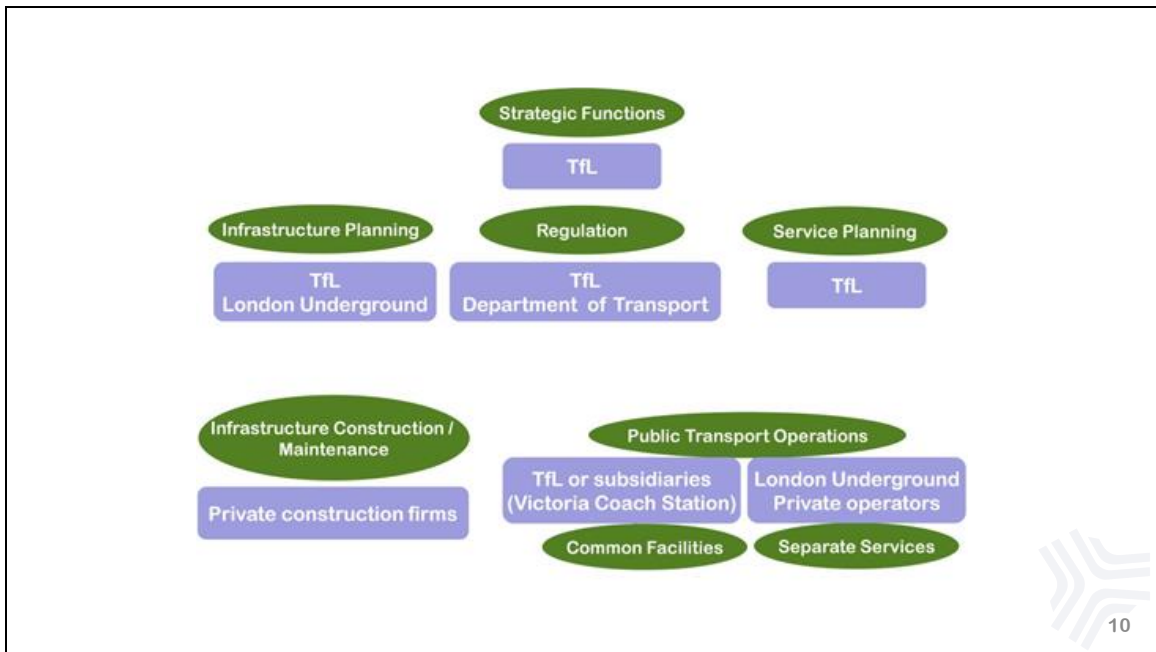 Strategic Functions
TfL
Infrastructure Planning
TfL
London Underground
Regulation
TfL
Department of Transport
Service Planning
TfL
Infrastructure Construction /
Maintenance
Private construction firms
Public Transport Operations
TfL or subsidiaries
(Victoria Coach Station)
Common Facilities
London Underground
Private operators
Separate Services
10